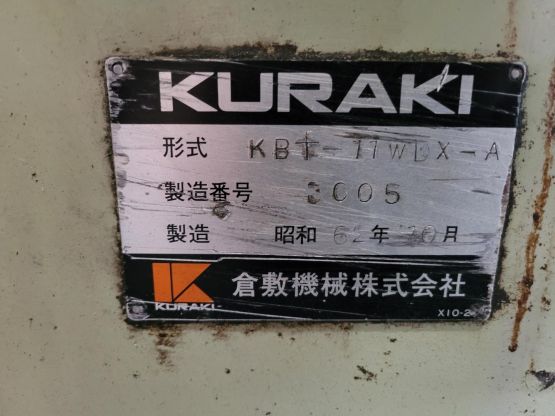 KURAKI
形式 KBT-11WDX-A
製造番号 3005
製造 昭和 62年 10月
KURAKI
倉敷機械株式会社
X10-2